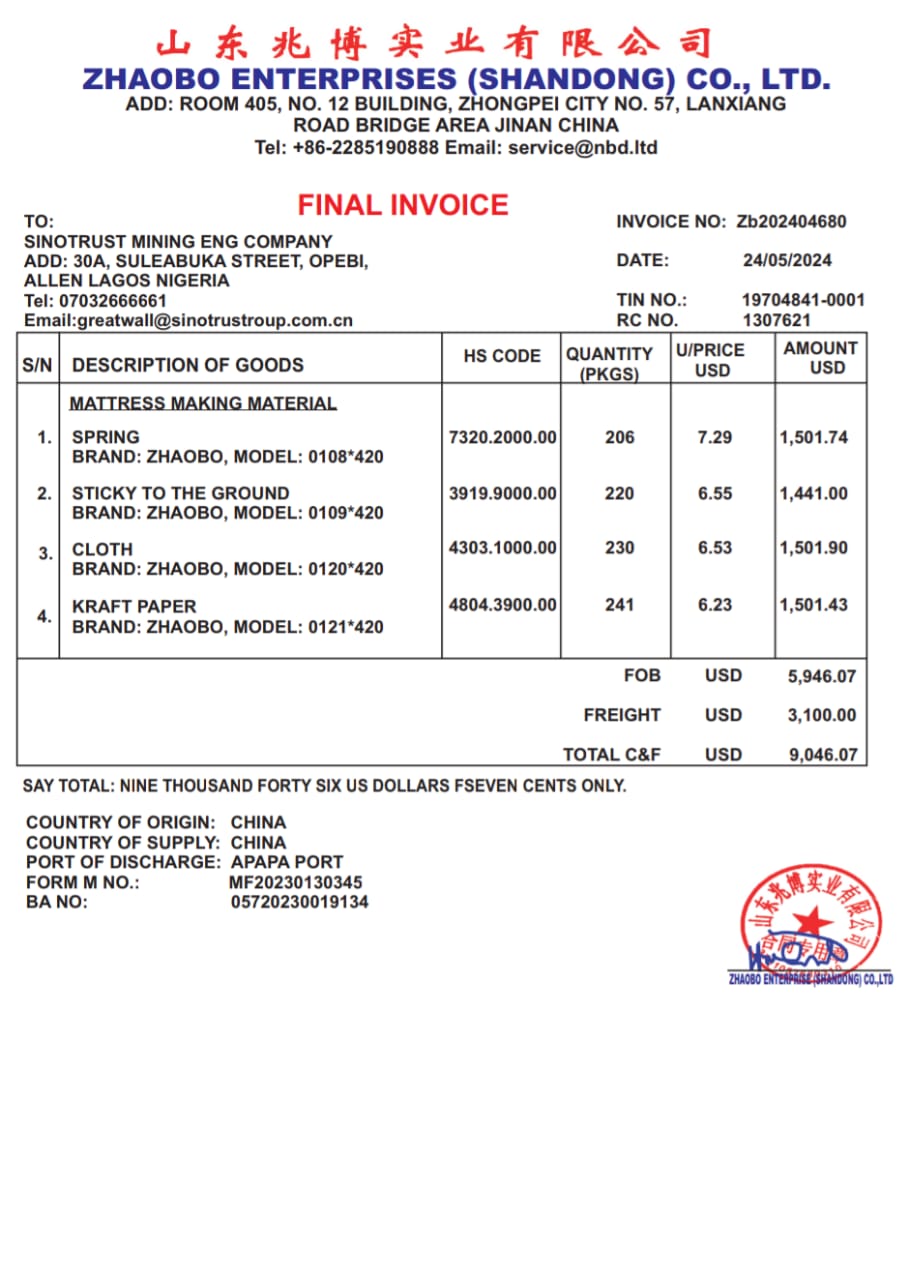 山东兆博实业有限公司
ZHAOBO ENTERPRISES (SHANDONG) CO., LTD.
ADD: ROOM 405, NO. 12 BUILDING, ZHONGPEI CITY NO. 57, LANXIANG
ROAD BRIDGE AREA JINAN CHINA
Tel: +86-2285190888 Email: service@nbd.ltd
FINAL INVOICE
TO:
SINOTRUST MINING ENG COMPANY
ADD: 30A, SULEABUKA STREET, OPEBI,
ALLEN LAGOS NIGERIA
Tel: 07032666661
Email:greatwall@sinotrustroup.com.cn
INVOICE NO: Zb202404680
DATE: 24/05/2024
TIN NO.: 19704841-0001
RC NO. 1307621
S/N DESCRIPTION OF GOODS HS CODE QUANTITY (PKGS) U/PRICE USD AMOUNT USD
MATTRESS MAKING MATERIAL
1. SPRING 7320.2000.00 206 7.29 1,501.74
BRAND: ZHAOBO, MODEL: 0108*420
2. STICKY TO THE GROUND 3919.9000.00 220 6.55 1,441.00
BRAND: ZHAOBO, MODEL: 0109*420
3. CLOTH 4303.1000.00 230 6.53 1,501.90
BRAND: ZHAOBO, MODEL: 0120*420
4. KRAFT PAPER 4804.3900.00 241 6.23 1,501.43
BRAND: ZHAOBO, MODEL: 0121*420
FOB USD 5,946.07
FREIGHT USD 3,100.00
TOTAL C&F USD 9,046.07
SAY TOTAL: NINE THOUSAND FORTY SIX US DOLLARS FSEVEN CENTS ONLY.
COUNTRY OF ORIGIN: CHINA
COUNTRY OF SUPPLY: CHINA
PORT OF DISCHARGE: APAPA PORT
FORM M NO.: MF20230130345
BA NO: 05720230019134
山东兆博实业有限公司
合同专用章
ZHAOBO ENTERPRISE (SHANDONG) CO.,LTD